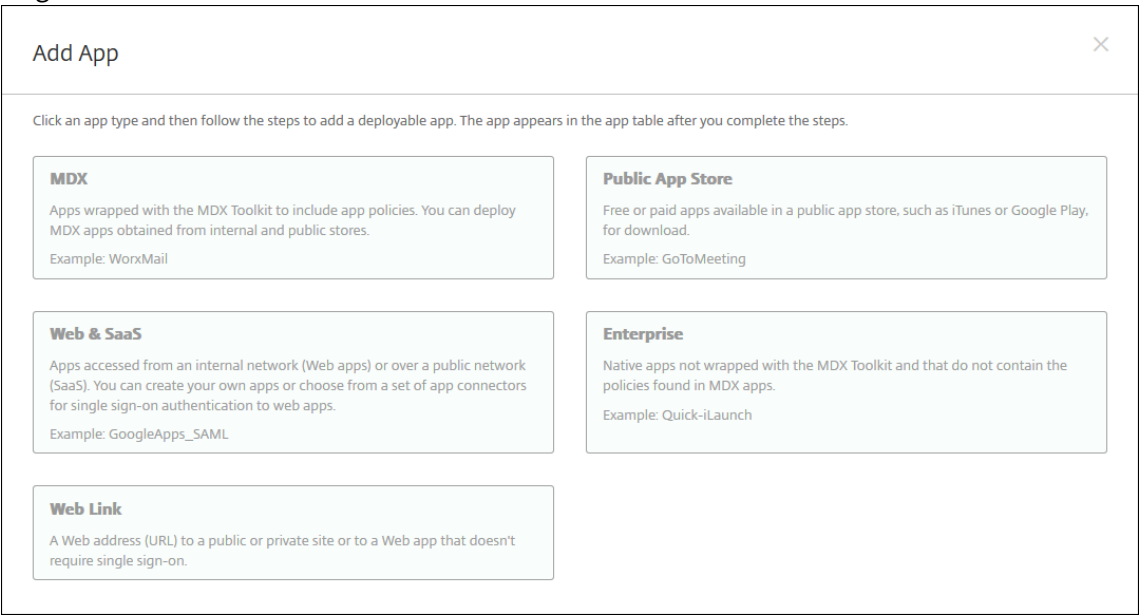 Add App
Click an app type and then follow the steps to add a deployable app. The app appears in the app table after you complete the steps.
MDX
Apps wrapped with the MDX Toolkit to include app policies. You can deploy
MDX apps obtained from internal and public stores.
Example: WorxMail
Public App Store
Free or paid apps available in a public app store, such as iTunes or Google Play,
for download.
Example: GoToMeeting
Web & SaaS
Apps accessed from an internal network (Web apps) or over a public network
(SaaS). You can create your own apps or choose from a set of app connectors
for single sign-on authentication to web apps.
Example: GoogleApps_SAML
Enterprise
Native apps not wrapped with the MDX Toolkit and that do not contain the
policies found in MDX apps.
Example: Quick-iLaunch
Web Link
A Web address (URL) to a public or private site or to a Web app that doesn't
require single sign-on.